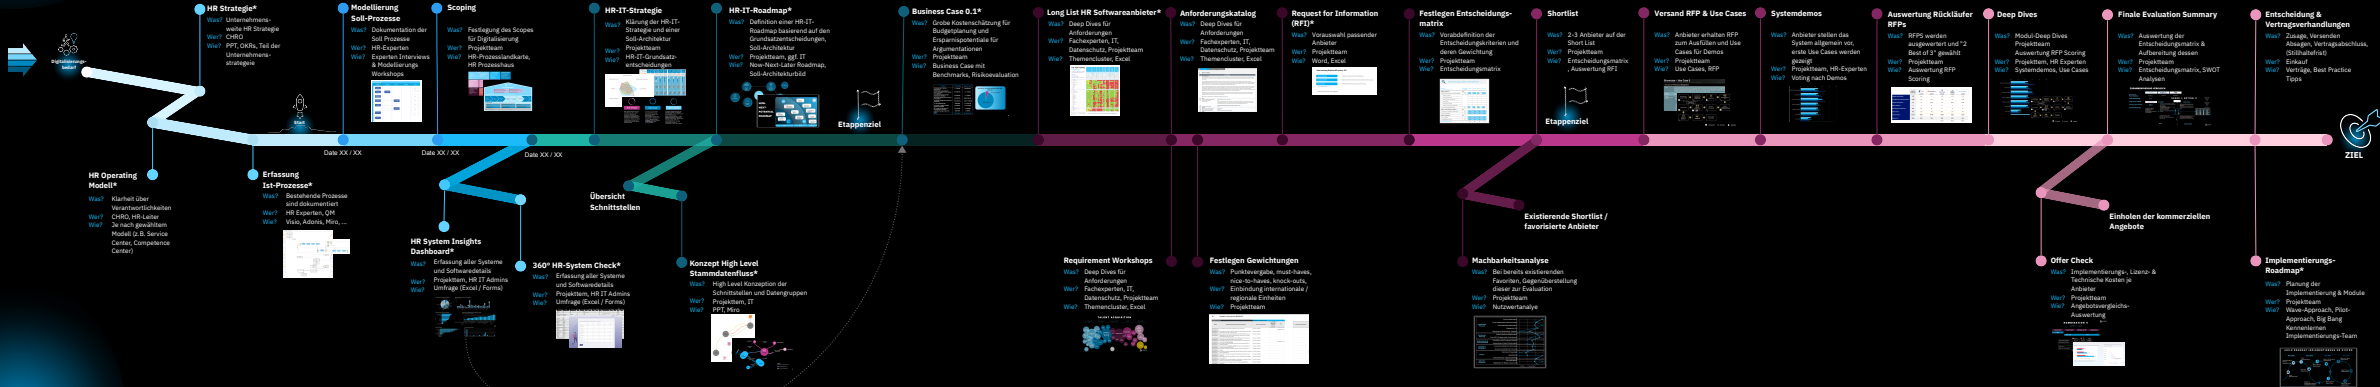 Digitalisierungs-
bedarf
HR Strategie*
Was? Unternehmens-
weite HR Strategie
Wer? CHRO
Wie? PPT, OKRs, Teil der
Unternehmens-
strategeie
HR Operating
Modell*
Was? Klarheit über
Verantwortlichkeiten
Wer? CHRO, HR-Leiter
Wie? Je nach gewähltem
Modell (z.B. Service
Center, Competence
Center)
Start
Erfassung
Ist-Prozesse*
Was? Bestehende Prozesse
sind dokumentiert
Wer? HR Experten, QM
Wie? Visio, Adonis, Miro, ...
Modellierung
Soll-Prozesse
Was? Dokumentation der
Soll Prozesse
Wer? HR-Experten
Wie? Experten Interviews
& Modellierungs
Workshops
Date XX / XX
Scoping
Was? Festlegung des Scopes
für Digitalisierung
Wer? Projektteam
Wie? HR-Prozesslandkarte,
HR Prozesshaus
Date XX / XX
Date XX / XX
HR System Insights
Dashboard*
Was? Erfassung aller Systeme
und Softwaredetails
Wer? Projekttem, HR IT Admins
Wie? Umfrage (Excel / Forms)
360° HR-System Check*
Was? Erfassung aller Systeme
und Softwaredetails
Wer? Projekttem, HR IT Admins
Wie? Umfrage (Excel / Forms)
HR-IT-Strategie
Was? Klärung der HR-IT-
Strategie und einer
Soll-Architektur
Wer? Projektteam
Wie? HR-IT-Grundsatz-
entscheidungen
Übersicht
Schnittstellen
Konzept High Level
Stammdatenfluss*
Was? High Level Konzeption der
Schnittstellen und Datengruppen
Wer? Projekttem, IT
Wie? PPT, Miro
HR-IT-Roadmap*
Was? Definition einer HR-IT-
Roadmap basierend auf den
Grundsatzentscheidungen,
Soll-Architektur
Wer? Projektteam, ggf. IT
Wie? Now-Next-Later Roadmap,
Soll-Architekturbild
Etappenziel
Business Case 0.1*
Was? Grobe Kostenschätzung für
Budgetplanung und
Ersparnispotentiale für
Argumentationen
Wer? Projektteam
Wie? Business Case mit
Benchmarks, Risikoevaluation
Long List HR Softwareanbieter*
Was? Deep Dives für
Anforderungen
Wer? Fachexperten, IT,
Datenschutz, Projektteam
Wie? Themencluster, Excel
Requirement Workshops
Was? Deep Dives für
Anforderungen
Wer? Fachexperten, IT,
Datenschutz, Projektteam
Wie? Themencluster, Excel
Anforderungskatalog
Was? Deep Dives für
Anforderungen
Wer? Fachexperten, IT,
Datenschutz, Projektteam
Wie? Themencluster, Excel
Festlegen Gewichtungen
Was? Punktevergabe, must-haves,
nice-to-haves, knock-outs,
Wer? Einbindung internationale /
regionale Einheiten
Wie? Projektteam
Request for Information
(RFI)*
Was? Vorauswahl passender
Anbieter
Wer? Projektteam
Wie? Word, Excel
Festlegen Entscheidungs-
matrix
Was? Vorabdefinition der
Entscheidungskriterien und
deren Gewichtung
Wer? Projektteam
Wie? Entscheidungsmatrix
Shortlist
Was? 2-3 Anbieter auf der
Short List
Wer? Projektteam
Wie? Entscheidungsmatrix
, Auswertung RFI
Etappenziel
Existierende Shortlist /
favorisierte Anbieter
Machbarkeitsanalyse
Was? Bei bereits existierenden
Favoriten, Gegenüberstellung
dieser zur Evaluation
Wer? Projektteam
Wie? Nutzwertanalye
Versand RFP & Use Cases
Was? Anbieter erhalten RFP
zum Ausfüllen und Use
Cases für Demos
Wer? Projektteam
Wie? Use Cases, RFP
Systemdemos
Was? Anbieter stellen das
System allgemein vor,
erste Use Cases werden
gezeigt
Wer? Projektteam, HR-Experten
Wie? Voting nach Demos
Auswertung Rückläufer
RFPs
Was? RFPS werden
ausgewertet und "2
Best of 3" gewählt
Wer? Projektteam
Wie? Auswertung RFP
Scoring
Deep Dives
Was? Modul-Deep Dives
Projektteam
Auswertung RFP Scoring
Wer? Projekttem, HR Experten
Wie? Systemdemos, Use Cases
Finale Evaluation Summary
Was? Auswertung der
Entscheidungsmatrix &
Aufbereitung dessen
Wer? Projektteam
Wie? Entscheidungsmatrix, SWOT
Analysen
Einholen der kommerziellen
Angebote
Offer Check
Was? Implementierungs-, Lizenz- &
Technische Kosten je
Anbieter
Wer? Projektteam
Wie? Angebotsvergleichs-
Auswertung
Entscheidung &
Vertragsverhandlungen
Was? Zusage, Versenden
Absagen, Vertragsabschluss,
(Stillhaltefrist)
Wer? Einkauf
Wie? Verträge, Best Practice
Tipps
ZIEL
Implementierungs-
Roadmap*
Was? Planung der
Implementierung & Module
Wer? Projektteam
Wie? Wave-Approach, Pilot-
Approach, Big Bang
Kennenlernen
Implementierungs-Team